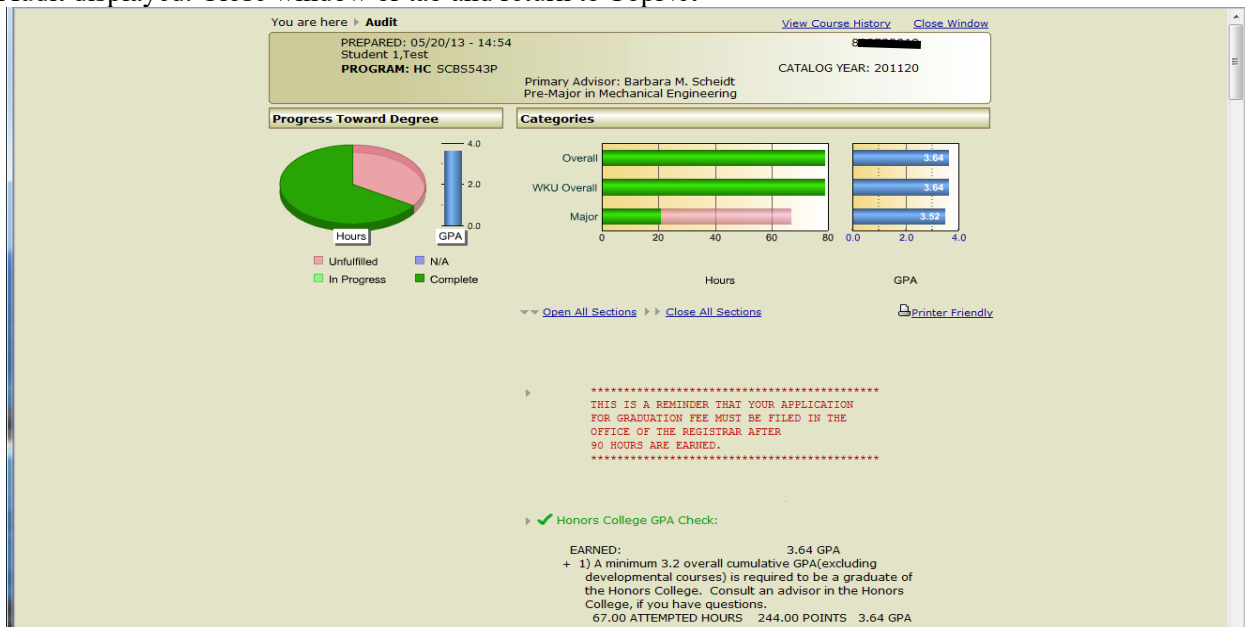 You are here Audit View Course History Close Window
PREPARED: 05/20/13 - 14:54
Student 1,Test
PROGRAM: HC SCBS543P CATALOG YEAR: 201120
Primary Advisor: Barbara M. Scheidt
Pre-Major in Mechanical Engineering
Progress Toward Degree Categories
4.0
2.0
0.0
Hours GPA
Unfulfilled N/A
In Progress Complete
Overall 3.64
WKU Overall 3.64
Major 3.52
0 20 40 60 80 0.0 2.0 4.0
Hours GPA
Open All Sections Close All Sections Printer Friendly
********************************************
THIS IS A REMINDER THAT YOUR APPLICATION
FOR GRADUATION FEE MUST BE FILED IN THE
OFFICE OF THE REGISTRAR AFTER
90 HOURS ARE EARNED.
********************************************
Honors College GPA Check:
EARNED: 3.64 GPA
+ 1) A minimum 3.2 overall cumulative GPA(excluding
developmental courses) is required to be a graduate of
the Honors College. Consult an advisor in the Honors
College, if you have questions.
67.00 ATTEMPTED HOURS 244.00 POINTS 3.64 GPA